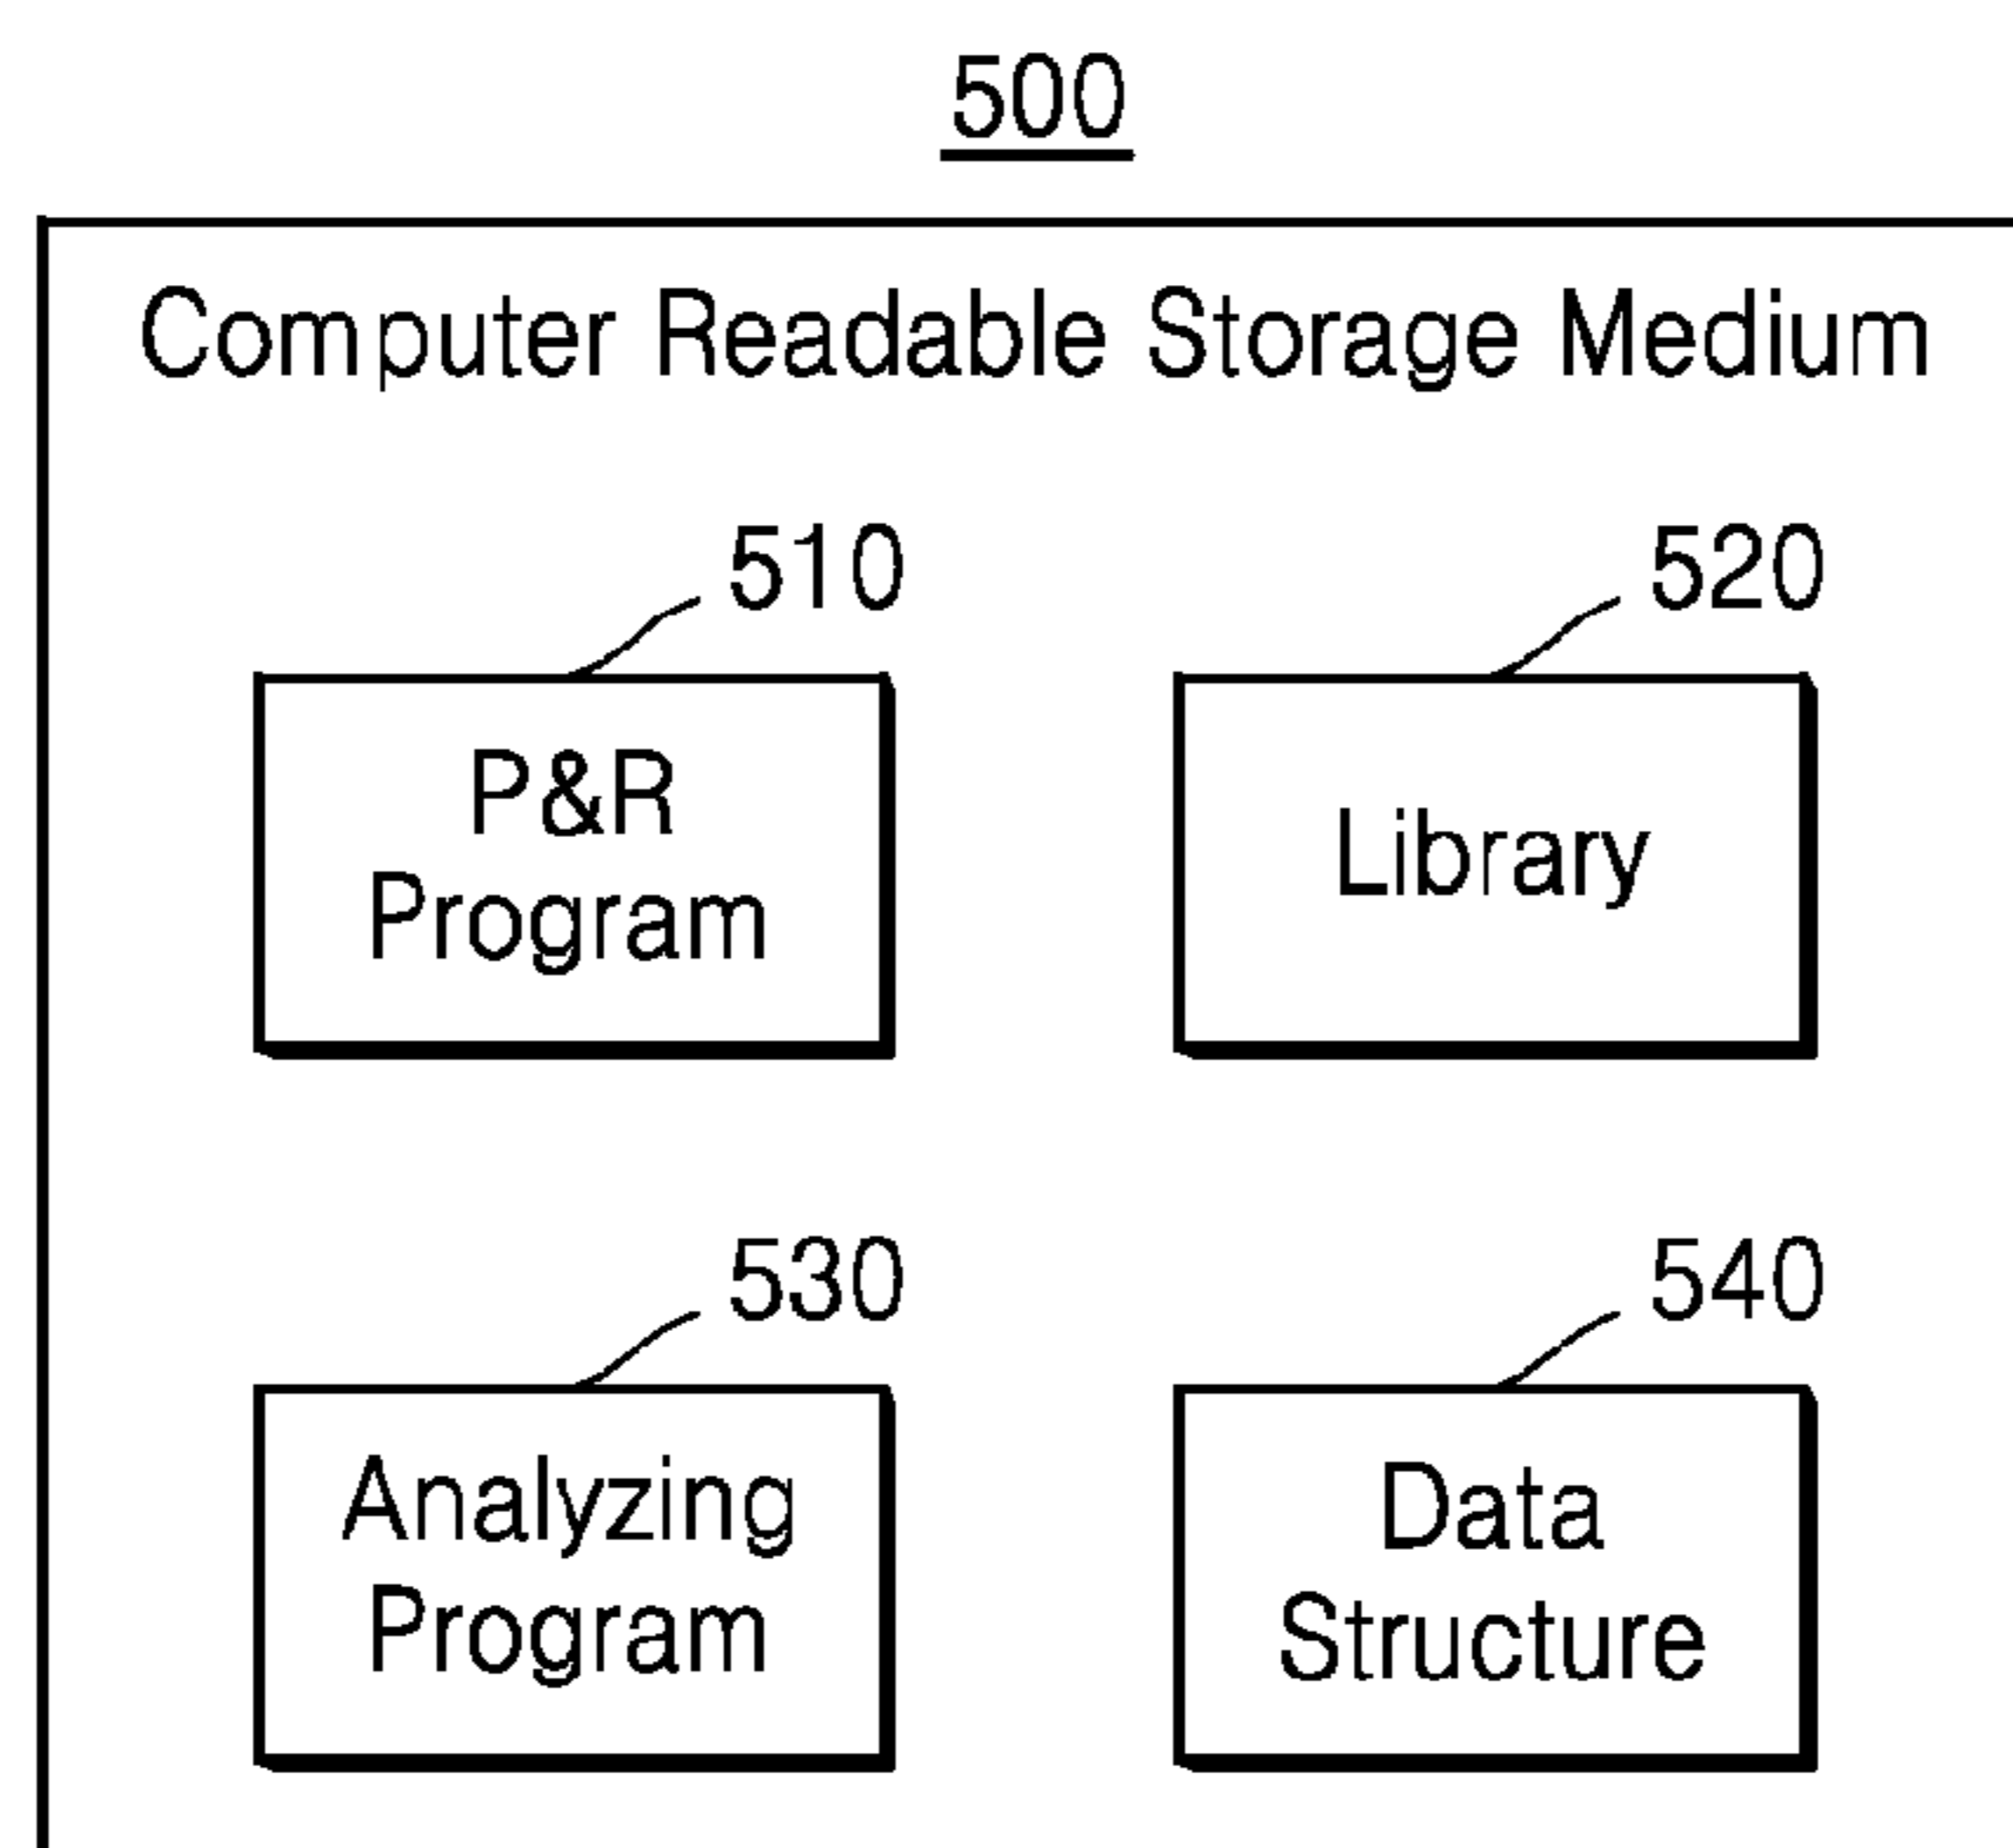 500
Computer Readable Storage Medium
510
P&R
Program
520
Library
530
Analyzing
Program
540
Data
Structure